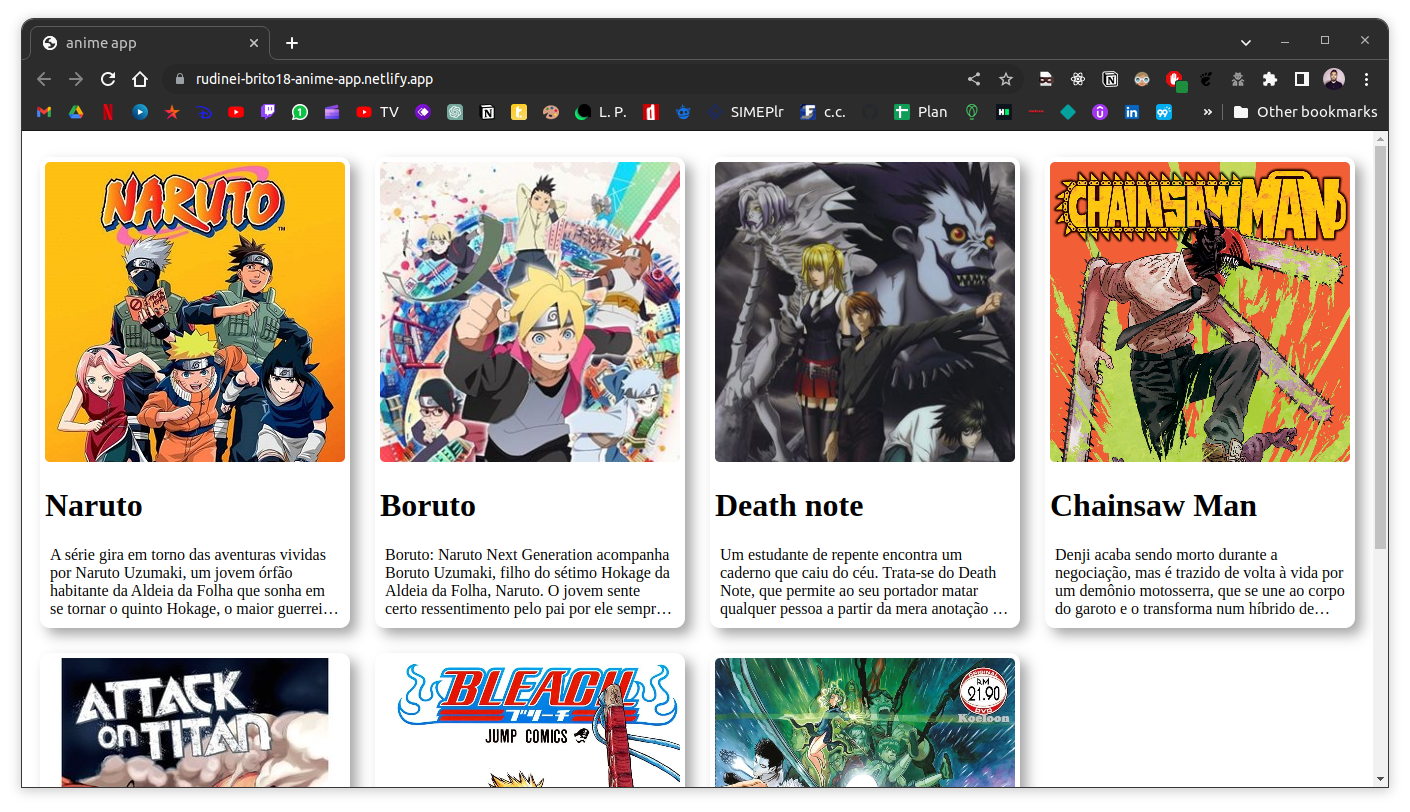 anime app
rudinei-brito18-anime-app.netlify.app
TV
L. P.
SIMEPlr
c.c.
Plan
»
Other bookmarks
NARUTO
TM
CHAINSAW MAN
Naruto
Boruto
Death note
Chainsaw Man
A série gira em torno das aventuras vividas
por Naruto Uzumaki, um jovem órfão
habitante da Aldeia da Folha que sonha em
se tornar o quinto Hokage, o maior guerrei…
Boruto: Naruto Next Generation acompanha
Boruto Uzumaki, filho do sétimo Hokage da
Aldeia da Folha, Naruto. O jovem sente
certo ressentimento pelo pai por ele sempr…
Um estudante de repente encontra um
caderno que caiu do céu. Trata-se do Death
Note, que permite ao seu portador matar
qualquer pessoa a partir da mera anotação …
Denji acaba sendo morto durante a
negociação, mas é trazido de volta à vida por
um demônio motosserra, que se une ao corpo
do garoto e o transforma num híbrido de…
ATTACK
ON TITAN
BLEACH
ブリーチ
JUMP COMICS
ORIGINAL
RM
21.90
DVD
Koeloon